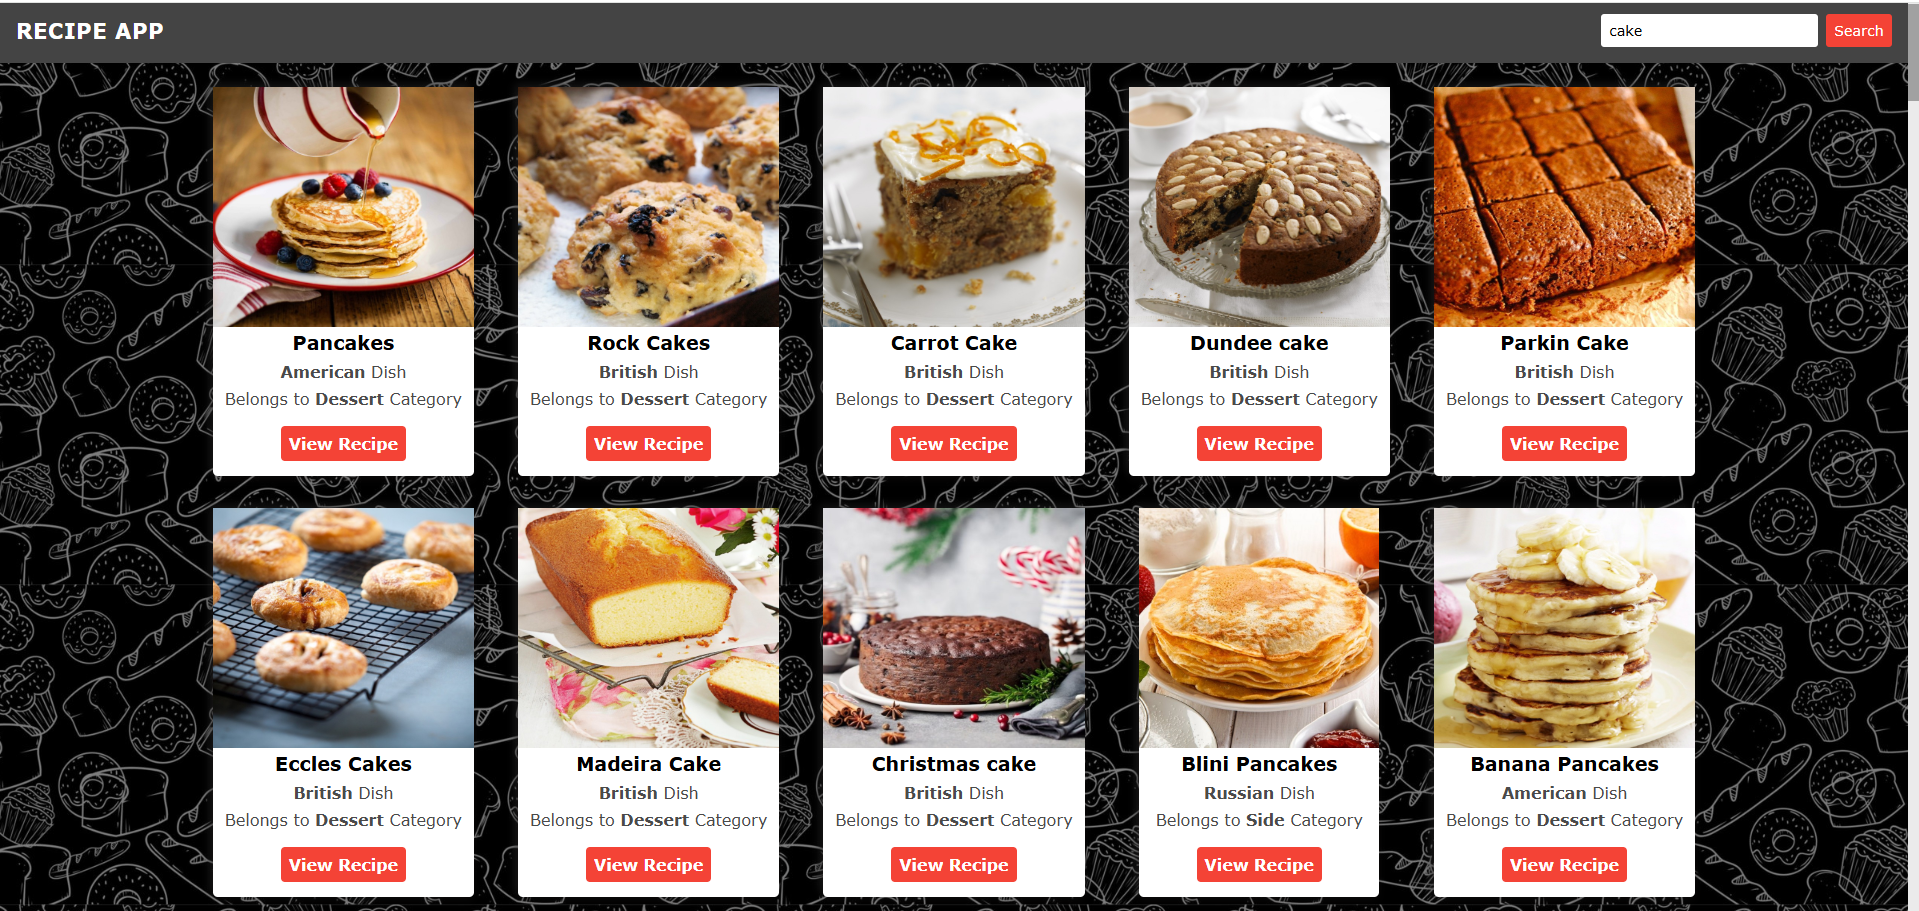 RECIPE APP
cake
Search
Pancakes
American Dish
Belongs to Dessert Category
View Recipe
Rock Cakes
British Dish
Belongs to Dessert Category
View Recipe
Carrot Cake
British Dish
Belongs to Dessert Category
View Recipe
Dundee cake
British Dish
Belongs to Dessert Category
View Recipe
Parkin Cake
British Dish
Belongs to Dessert Category
View Recipe
Eccles Cakes
British Dish
Belongs to Dessert Category
View Recipe
Madeira Cake
British Dish
Belongs to Dessert Category
View Recipe
Christmas cake
British Dish
Belongs to Dessert Category
View Recipe
Blini Pancakes
Russian Dish
Belongs to Side Category
View Recipe
Banana Pancakes
American Dish
Belongs to Dessert Category
View Recipe